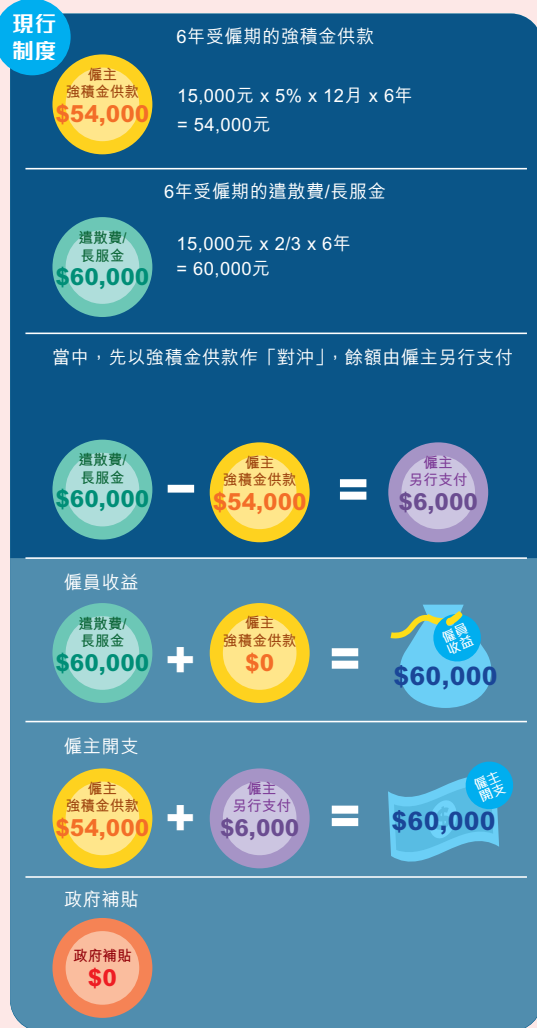 現行
制度
6年受僱期的強積金供款
僱主
強積金供款
$54,000
15,000元 x 5% x 12月 x 6年
= 54,000元
6年受僱期的遣散費/長服金
遣散費/
長服金
$60,000
15,000元 x 2/3 x 6年
= 60,000元
當中，先以強積金供款作「對沖」，餘額由僱主另行支付
遣散費/
長服金
$60,000
−
僱主
強積金供款
$54,000
=
僱主
另行支付
$6,000
僱員收益
遣散費/
長服金
$60,000
+
僱主
強積金供款
$0
=
僱員
收益
$60,000
僱主開支
僱主
強積金供款
$54,000
+
僱主
另行支付
$6,000
=
僱主
開支
$60,000
政府補貼
政府補貼
$0